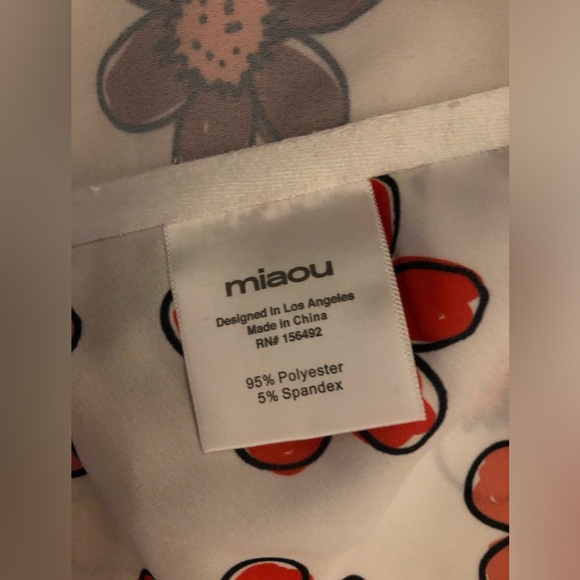 miaou
Designed in Los Angeles
Made in China
RN# 156492
95% Polyester
5% Spandex